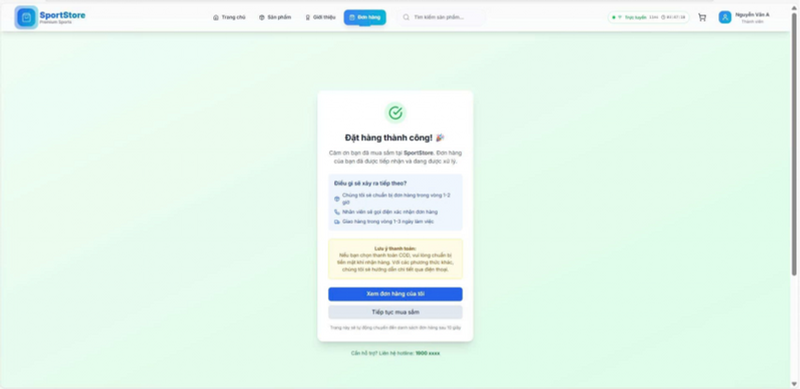 SportStore
Premium Sports
Trang chủ
Sản phẩm
Giới thiệu
Đơn hàng
Tìm kiếm sản phẩm...
Trực tuyến
Nguyễn Văn A
Thành viên
Đặt hàng thành công! 🎉
Cảm ơn bạn đã mua sắm tại SportStore. Đơn hàng
của bạn đã được tiếp nhận và đang được xử lý.
Điều gì sẽ xảy ra tiếp theo?
Chúng tôi sẽ chuẩn bị đơn hàng trong vòng 1-2
giờ
Nhân viên sẽ gọi điện xác nhận đơn hàng
Giao hàng trong vòng 1-3 ngày làm việc
Lưu ý thanh toán:
Nếu bạn chọn thanh toán COD, vui lòng chuẩn bị
tiền mặt khi nhận hàng. Với các phương thức khác,
chúng tôi sẽ hướng dẫn chi tiết qua điện thoại.
Xem đơn hàng của tôi
Tiếp tục mua sắm
Trang này sẽ tự động chuyển đến danh sách đơn hàng sau 10 giây
Cần hỗ trợ? Liên hệ hotline: 1900 xxxx